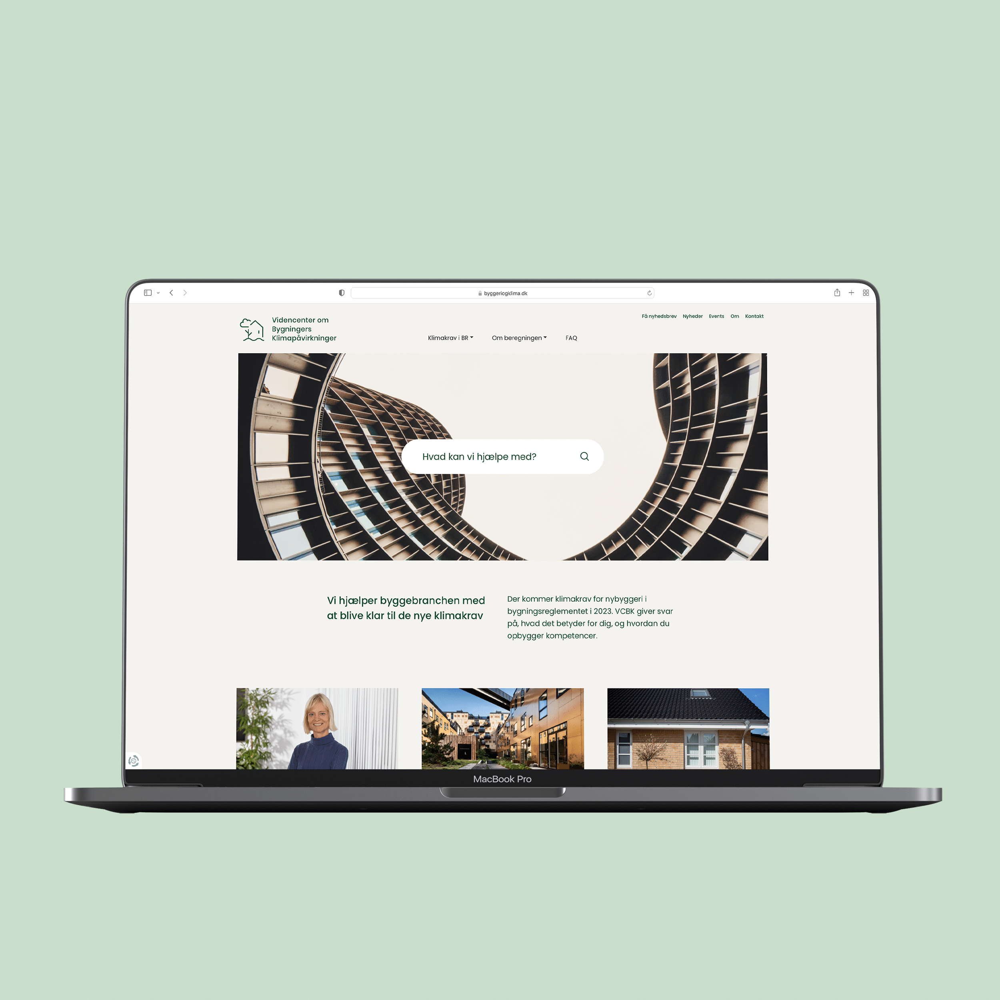 byggeriogklima.dk
Videncenter om
Bygningers
Klimapåvirkninger
Få nyhedsbrev Nyheder Events Om Kontakt
Klimakrav i BR Om beregningen FAQ
Hvad kan vi hjælpe med?
Vi hjælper byggebranchen med
at blive klar til de nye klimakrav
Der kommer klimakrav for nybyggeri i
bygningsreglementet i 2023. VCBK giver svar
på, hvad det betyder for dig, og hvordan du
opbygger kompetencer.
MacBook Pro